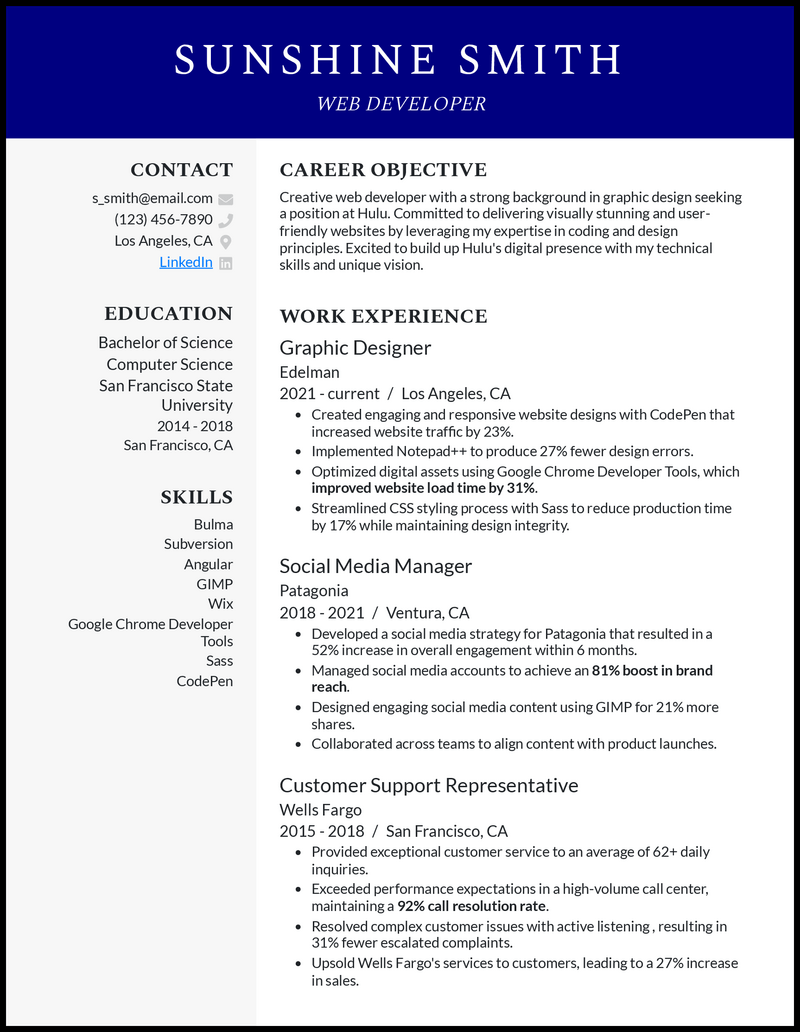 SUNSHINE SMITH
WEB DEVELOPER
CONTACT
s_smith@email.com
(123) 456-7890
Los Angeles, CA
LinkedIn
EDUCATION
Bachelor of Science
Computer Science
San Francisco State
University
2014 - 2018
San Francisco, CA
SKILLS
Bulma
Subversion
Angular
GIMP
Wix
Google Chrome Developer
Tools
Sass
CodePen
CAREER OBJECTIVE
Creative web developer with a strong background in graphic design seeking
a position at Hulu. Committed to delivering visually stunning and user-
friendly websites by leveraging my expertise in coding and design
principles. Excited to build up Hulu's digital presence with my technical
skills and unique vision.
WORK EXPERIENCE
Graphic Designer
Edelman
2021 - current / Los Angeles, CA
• Created engaging and responsive website designs with CodePen that
increased website traffic by 23%.
• Implemented Notepad++ to produce 27% fewer design errors.
• Optimized digital assets using Google Chrome Developer Tools, which
improved website load time by 31%.
• Streamlined CSS styling process with Sass to reduce production time
by 17% while maintaining design integrity.
Social Media Manager
Patagonia
2018 - 2021 / Ventura, CA
• Developed a social media strategy for Patagonia that resulted in a
52% increase in overall engagement within 6 months.
• Managed social media accounts to achieve an 81% boost in brand
reach.
• Designed engaging social media content using GIMP for 21% more
shares.
• Collaborated across teams to align content with product launches.
Customer Support Representative
Wells Fargo
2015 - 2018 / San Francisco, CA
• Provided exceptional customer service to an average of 62+ daily
inquiries.
• Exceeded performance expectations in a high-volume call center,
maintaining a 92% call resolution rate.
• Resolved complex customer issues with active listening , resulting in
31% fewer escalated complaints.
• Upsold Wells Fargo's services to customers, leading to a 27% increase
in sales.